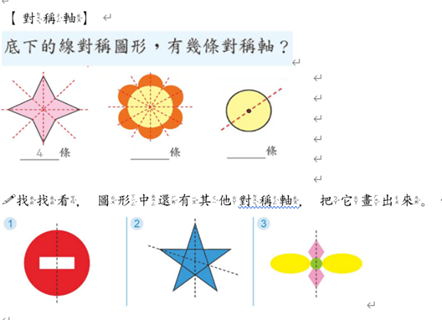 【對稱軸】
底下的線對稱圖形，有幾條對稱軸？
4 條 條 條
找找看，圖形中還有其他對稱軸，把它畫出來。
1 2 3